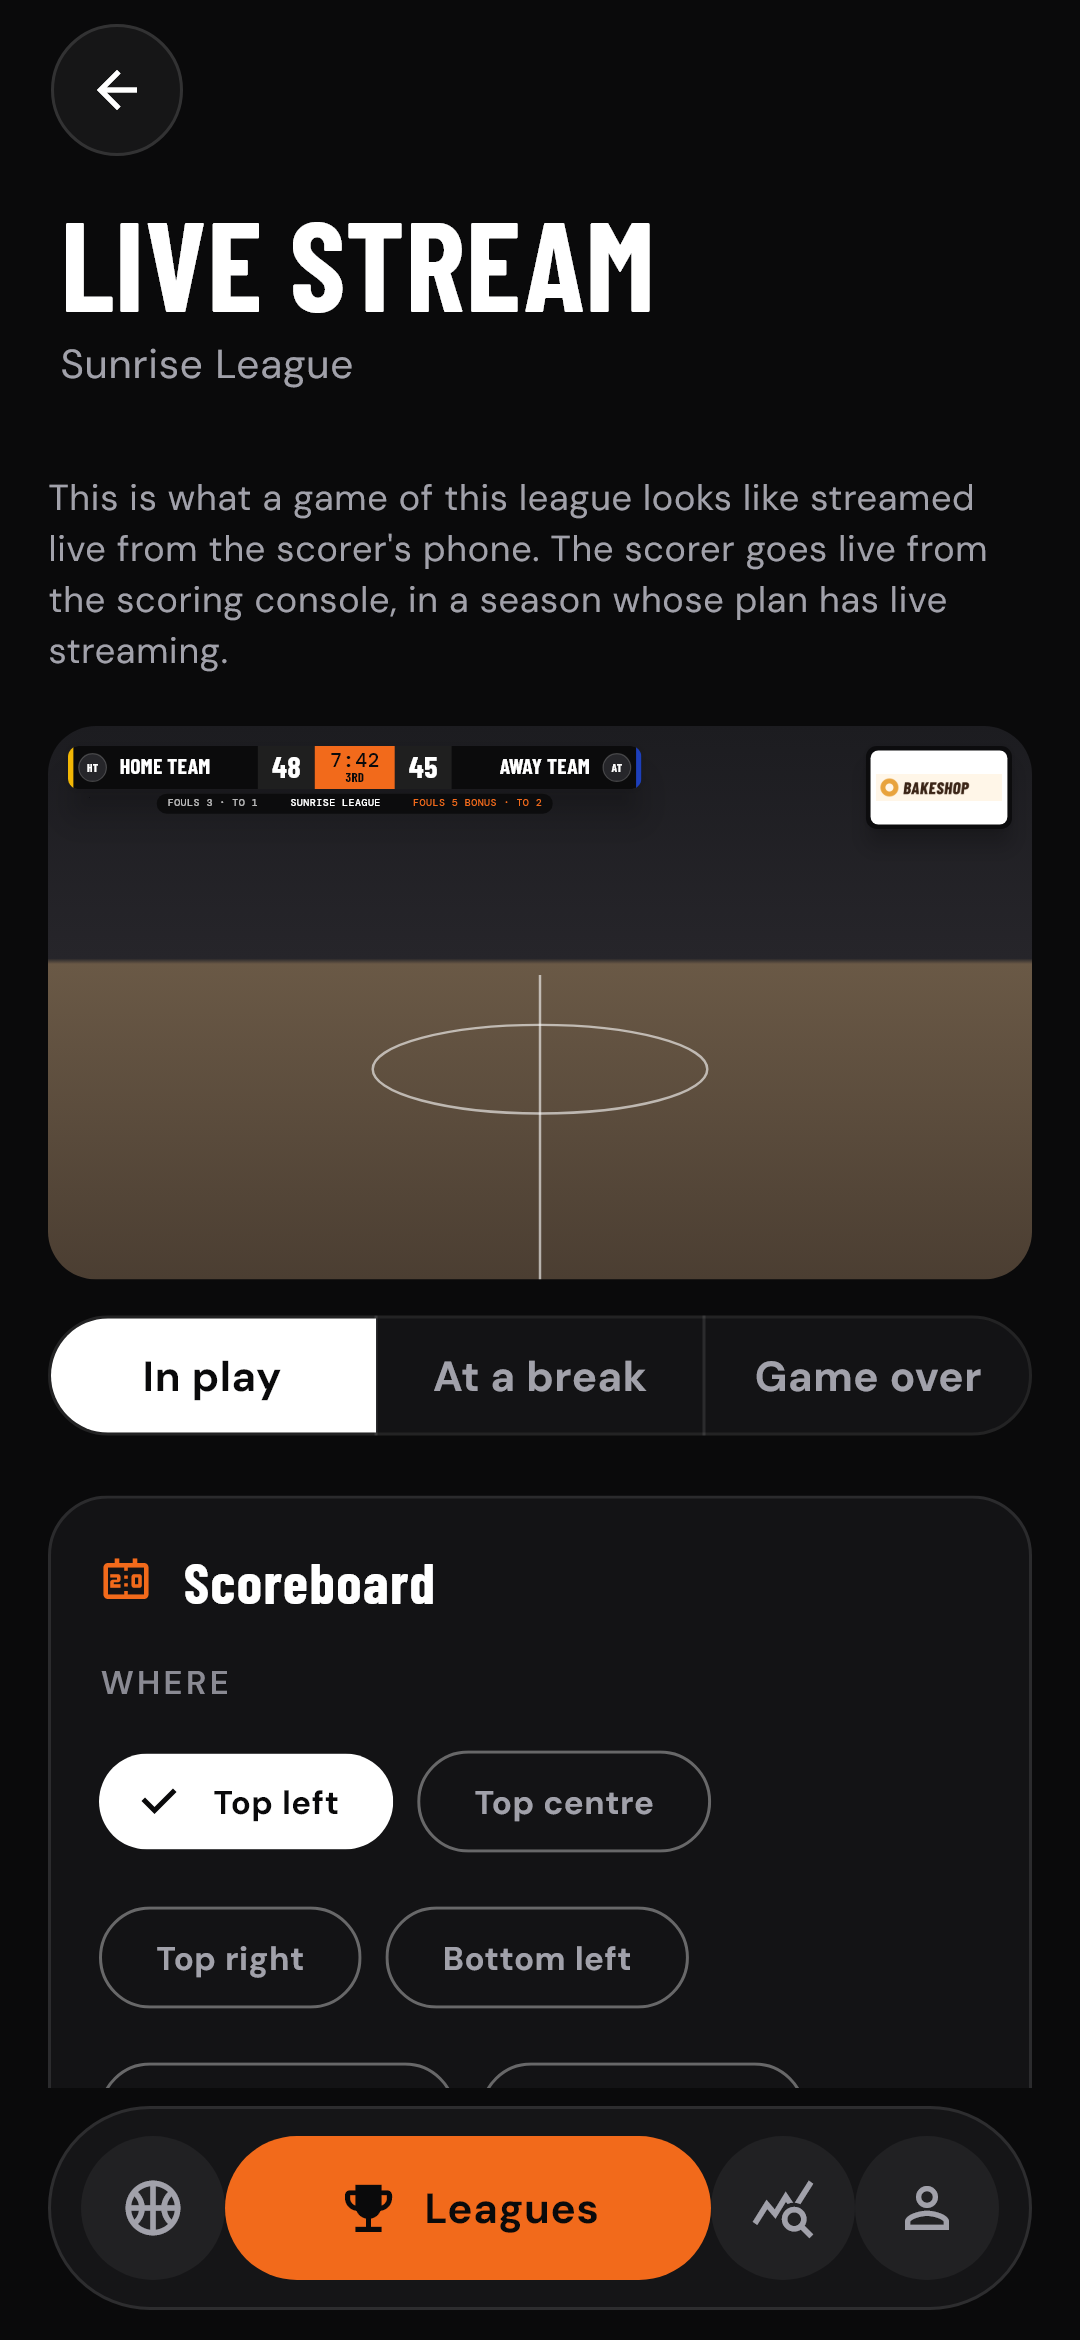 LIVE STREAM
Sunrise League
This is what a game of this league looks like streamed
live from the scorer's phone. The scorer goes live from
the scoring console, in a season whose plan has live
streaming.
HT HOME TEAM 48 7:42 3RD 45 AWAY TEAM AT
FOULS 3 · TO 1 SUNRISE LEAGUE FOULS 5 BONUS · TO 2
BAKESHOP
In play At a break Game over
2:0 Scoreboard
WHERE
Top left Top centre
Top right Bottom left
Leagues